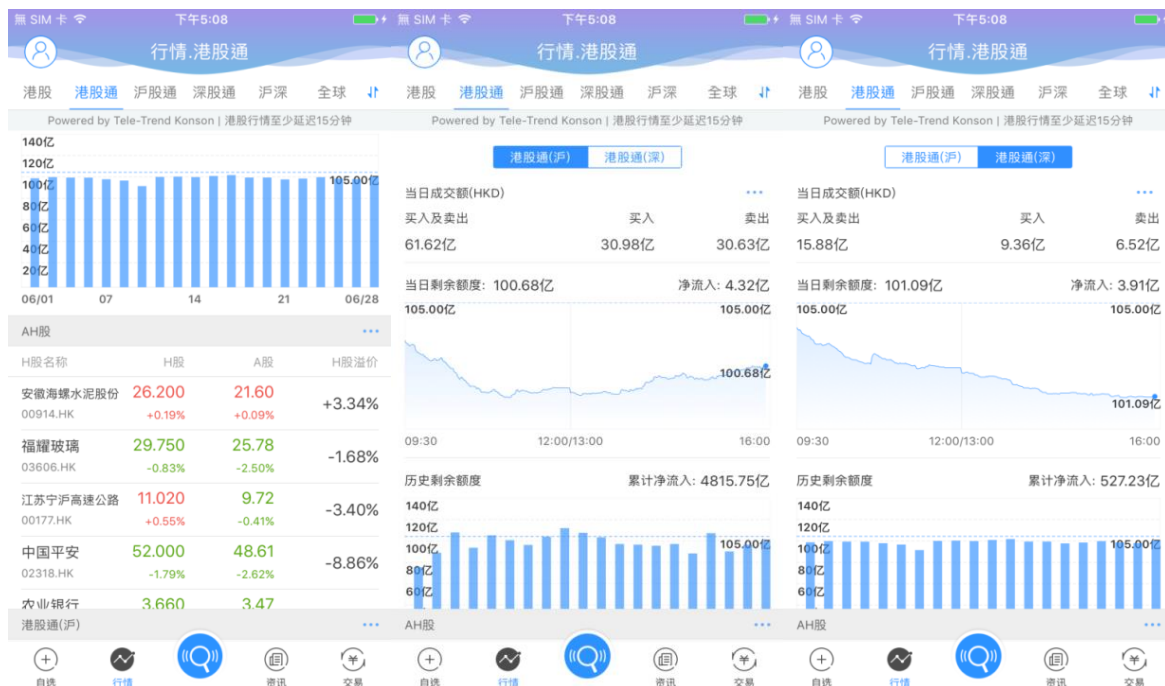 無 SIM 卡 下午5:08
行情.港股通
港股 港股通 沪股通 深股通 沪深 全球
Powered by Tele-Trend Konson | 港股行情至少延迟15分钟
140亿
120亿
100亿 105.00亿
80亿
60亿
40亿
20亿
06/01 07 14 21 06/28
AH股
H股名称 H股 A股 H股溢价
安徽海螺水泥股份 26.200 21.60 +3.34%
00914.HK +0.19% +0.09%
福耀玻璃 29.750 25.78 -1.68%
03606.HK -0.83% -2.50%
江苏宁沪高速公路 11.020 9.72 -3.40%
00177.HK +0.55% -0.41%
中国平安 52.000 48.61 -8.86%
02318.HK -1.79% -2.62%
农业银行 3.660 3.47
港股通(沪)
自选 行情 资讯 交易
無 SIM 卡 下午5:08
行情.港股通
港股 港股通 沪股通 深股通 沪深 全球
Powered by Tele-Trend Konson | 港股行情至少延迟15分钟
港股通(沪) 港股通(深)
当日成交额(HKD)
买入及卖出 买入 卖出
61.62亿 30.98亿 30.63亿
当日剩余额度: 100.68亿 净流入: 4.32亿
105.00亿 105.00亿
100.68亿
09:30 12:00/13:00 16:00
历史剩余额度 累计净流入: 4815.75亿
140亿
120亿
100亿 105.00亿
80亿
60亿
AH股
自选 行情 资讯 交易
無 SIM 卡 下午5:08
行情.港股通
港股 港股通 沪股通 深股通 沪深 全球
Powered by Tele-Trend Konson | 港股行情至少延迟15分钟
港股通(沪) 港股通(深)
当日成交额(HKD)
买入及卖出 买入 卖出
15.88亿 9.36亿 6.52亿
当日剩余额度: 101.09亿 净流入: 3.91亿
105.00亿 105.00亿
101.09亿
09:30 12:00/13:00 16:00
历史剩余额度 累计净流入: 527.23亿
140亿
120亿
100亿 105.00亿
80亿
60亿
AH股
自选 行情 资讯 交易